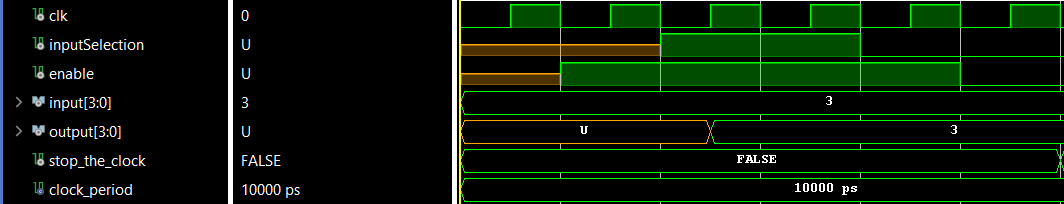 clk 0
inputSelection U
enable U
input[3:0] 3 3
output[3:0] U U 3
stop_the_clock FALSE FALSE
clock_period 10000 ps 10000 ps